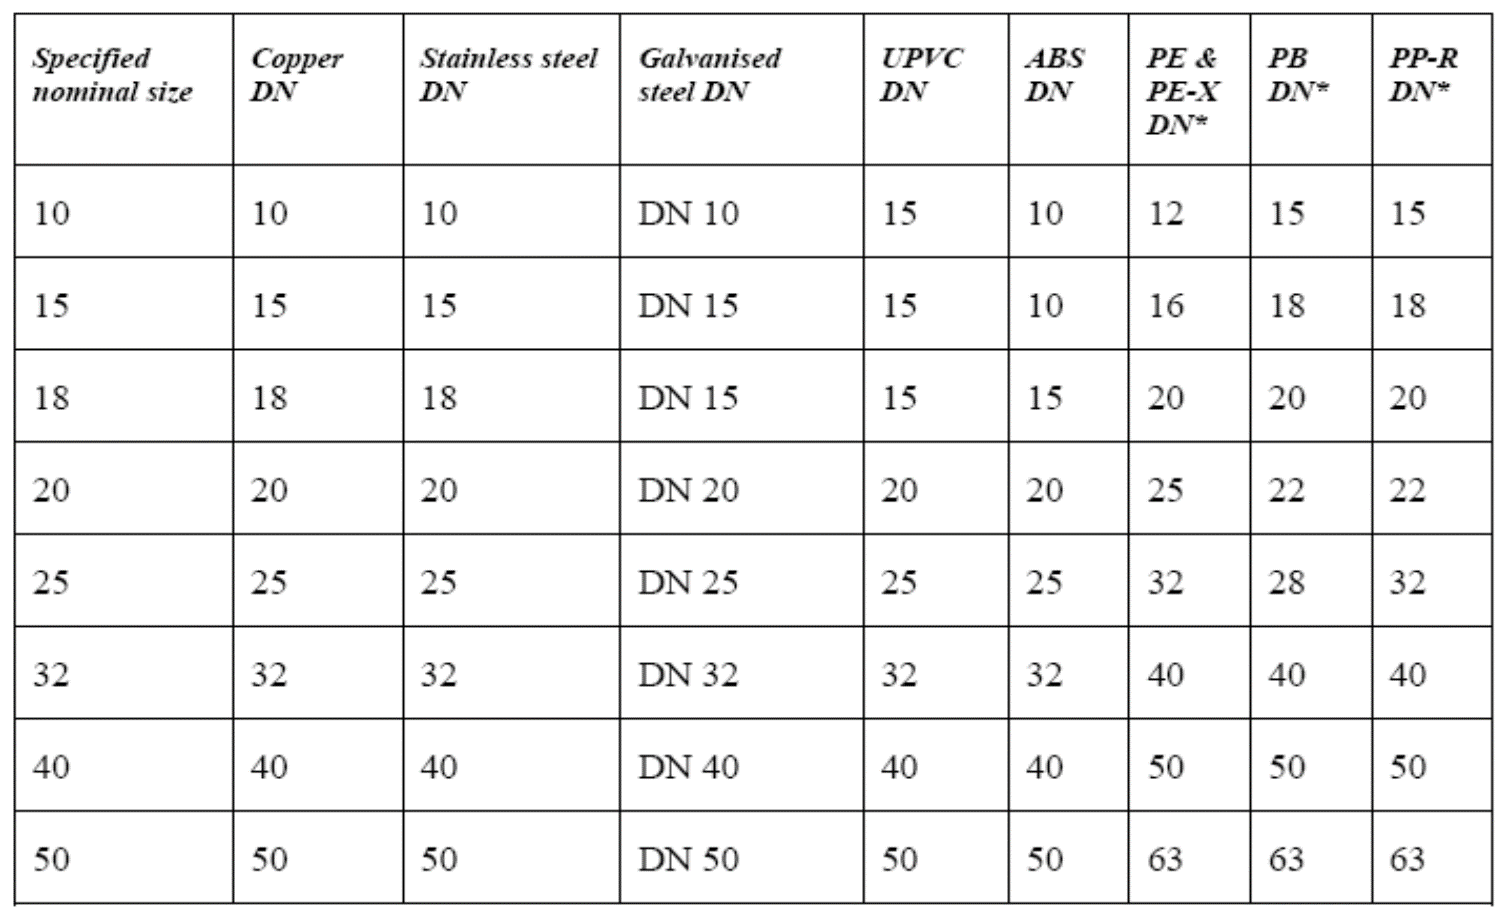 Specified nominal size Copper DN Stainless steel DN Galvanised steel DN UPVC DN ABS DN PE & PE-X DN* PB DN* PP-R DN*
10 10 10 DN 10 15 10 12 15 15
15 15 15 DN 15 15 10 16 18 18
18 18 18 DN 15 15 15 20 20 20
20 20 20 DN 20 20 20 25 22 22
25 25 25 DN 25 25 25 32 28 32
32 32 32 DN 32 32 32 40 40 40
40 40 40 DN 40 40 40 50 50 50
50 50 50 DN 50 50 50 63 63 63